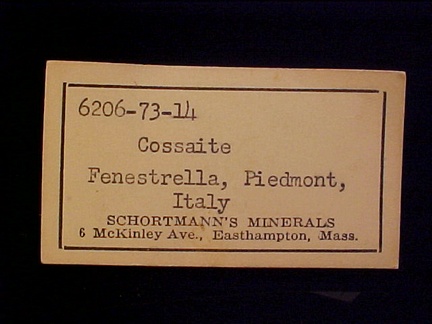 6206-73-14
Cossaite
Fenestrella, Piedmont,
Italy
SCHORTMANN'S MINERALS
6 McKinley Ave., Easthampton, Mass.